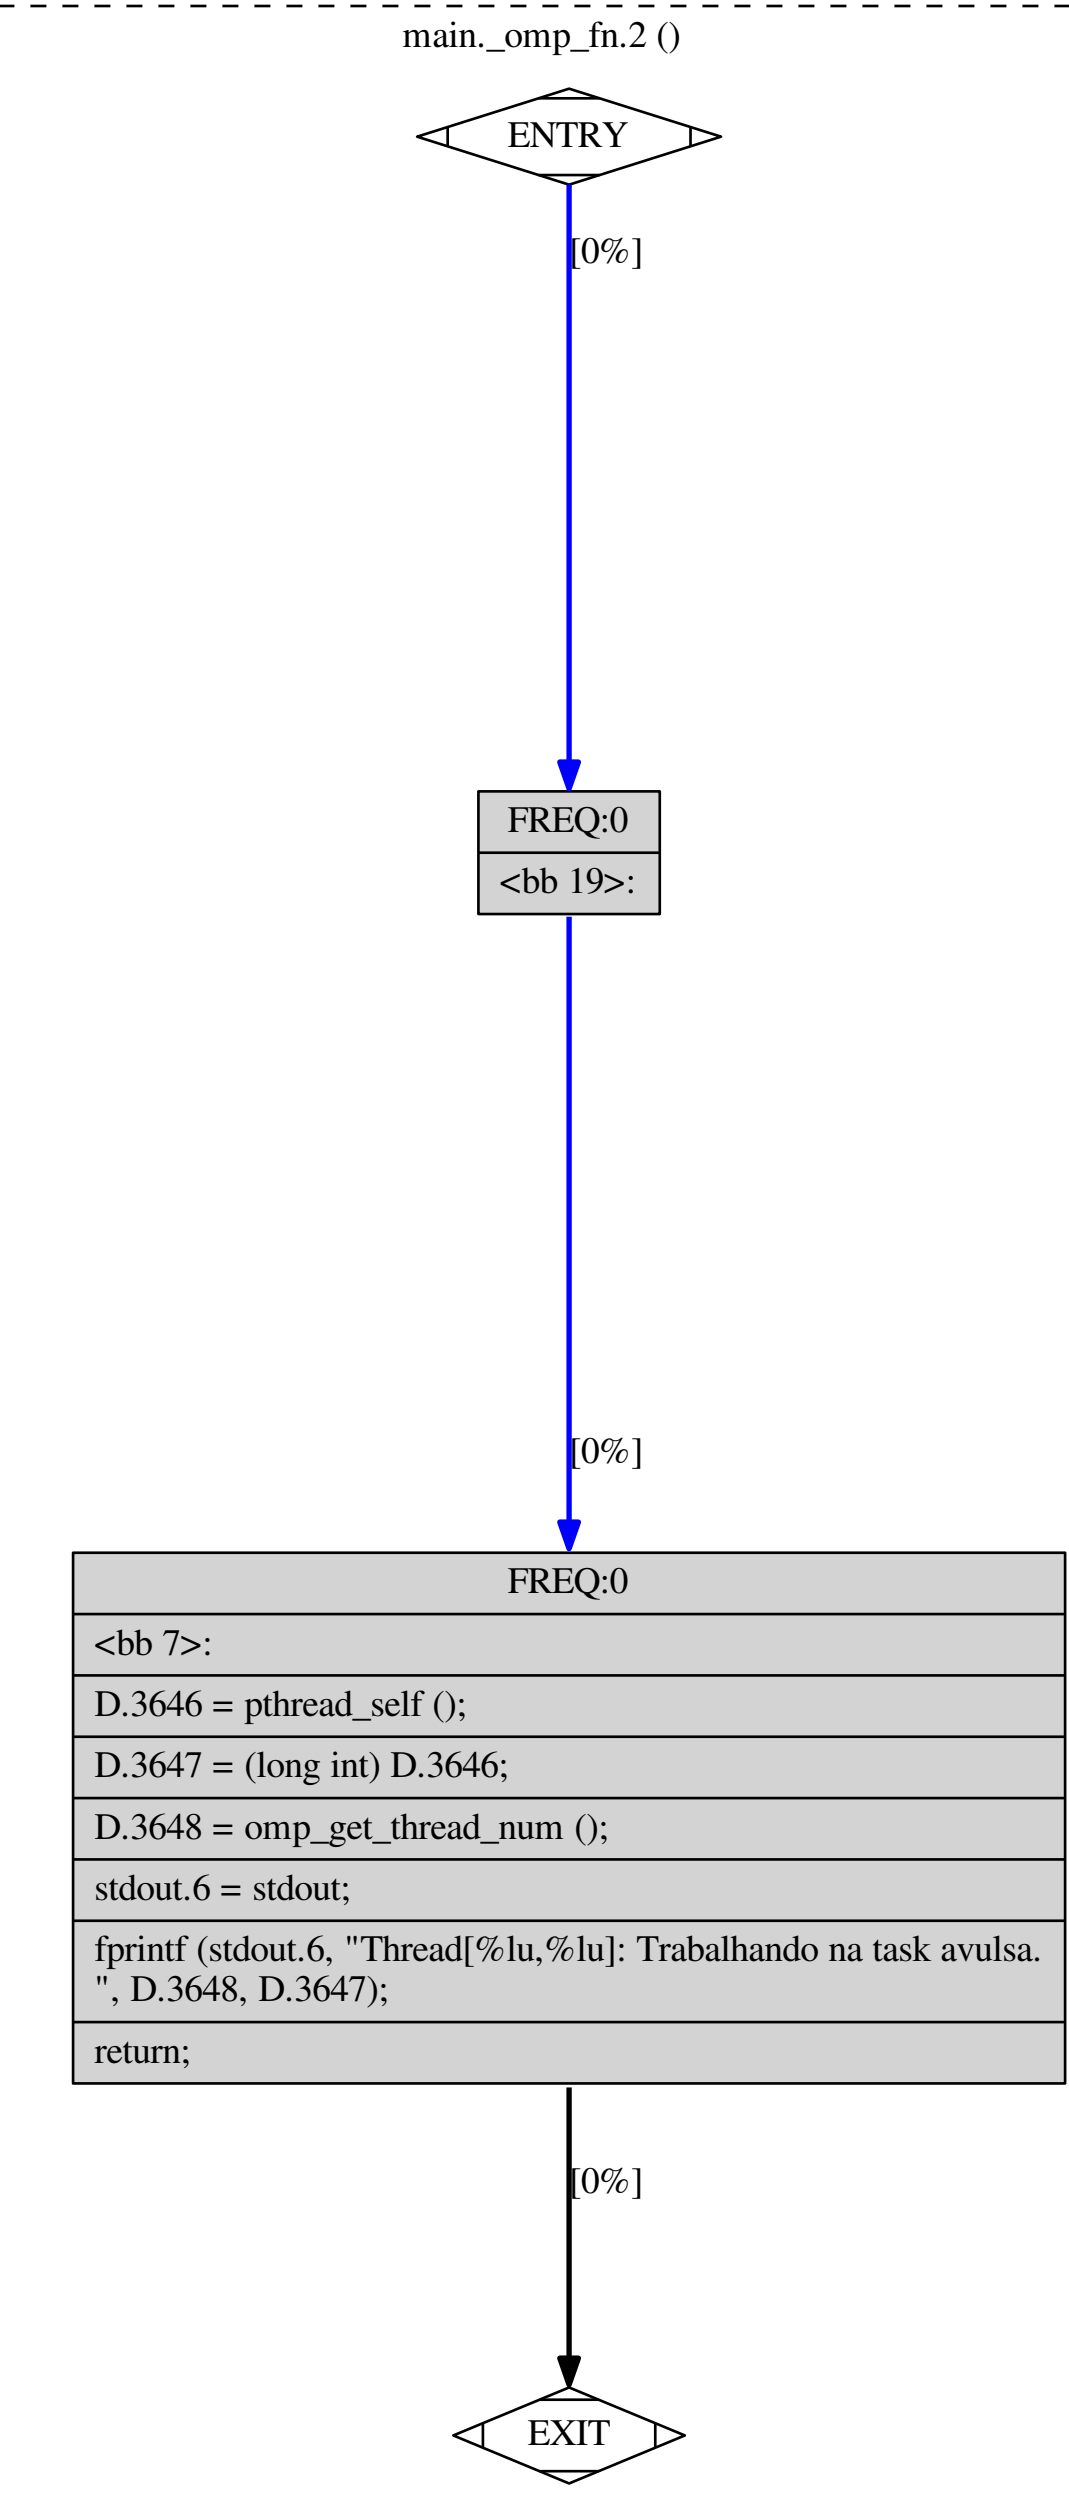 main._omp_fn.2 ()
ENTRY
[0%]
FREQ:0
<bb 19>:
[0%]
FREQ:0
<bb 7>:
D.3646 = pthread_self ();
D.3647 = (long int) D.3646;
D.3648 = omp_get_thread_num ();
stdout.6 = stdout;
fprintf (stdout.6, "Thread[%lu,%lu]: Trabalhando na task avulsa.
", D.3648, D.3647);
return;
[0%]
EXIT